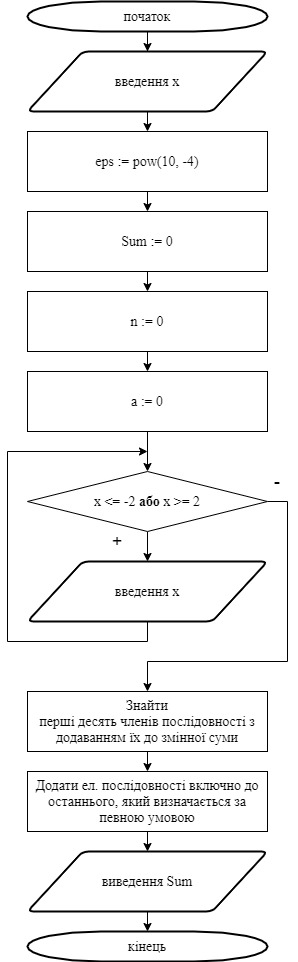 початок
введення x
eps := pow(10, -4)
Sum := 0
n := 0
a := 0
x <= -2 або x >= 2
-
+
введення x
Знайти
перші десять членів послідовності з
додаванням їх до змінної суми
Додати ел. послідовності включно до
останнього, який визначається за
певною умовою
виведення Sum
кінець